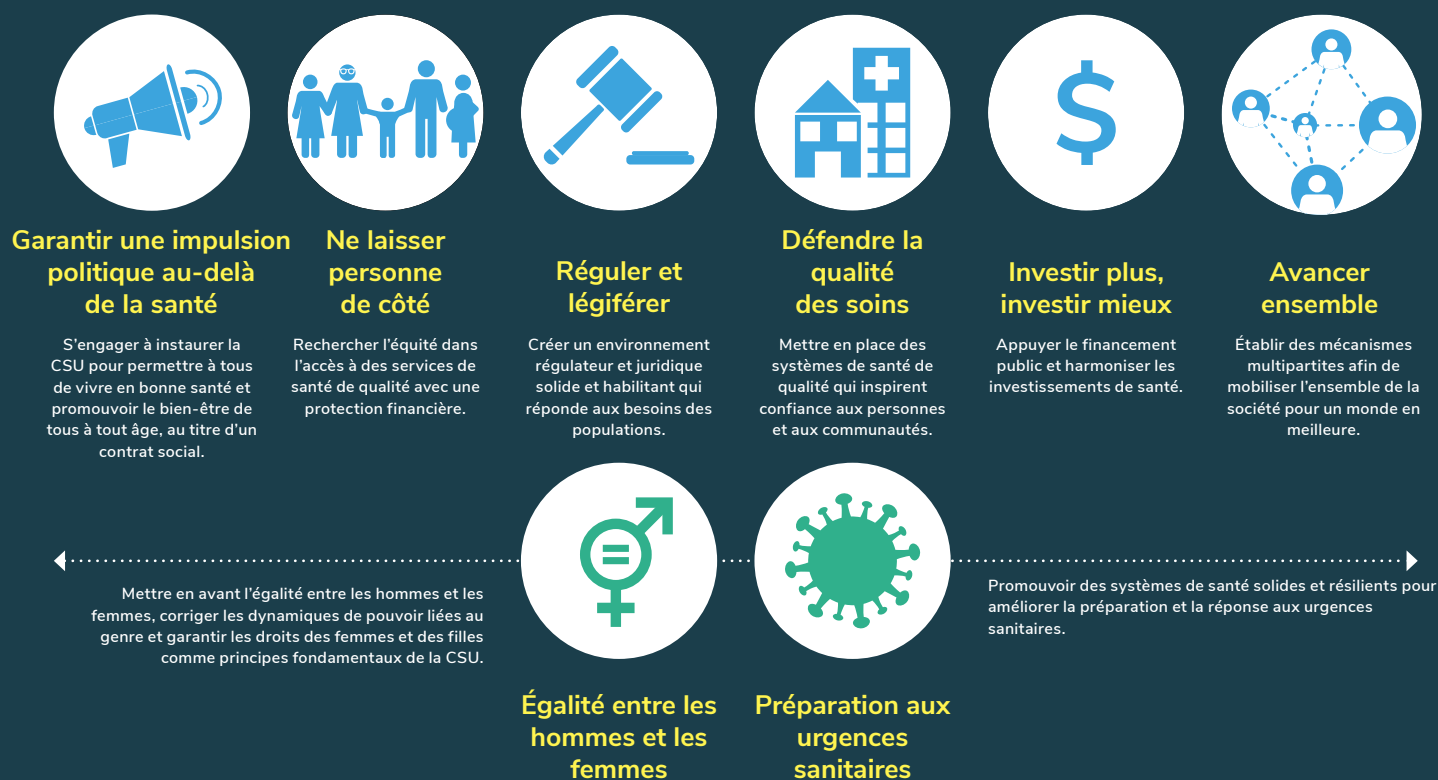 Garantir une impulsion
politique au-delà
de la santé
S'engager à instaurer la
CSU pour permettre à tous
de vivre en bonne santé et
promouvoir le bien-être de
tous à tout âge, au titre d'un
contrat social.
Ne laisser
personne
de côté
Rechercher l'équité dans
l'accès à des services de
santé de qualité avec une
protection financière.
Réguler et
légiférer
Créer un environnement
régulateur et juridique
solide et habilitant qui
réponde aux besoins des
populations.
Défendre la
qualité
des soins
Mettre en place des
systèmes de santé de
qualité qui inspirent
confiance aux personnes
et aux communautés.
$
Investir plus,
investir mieux
Appuyer le financement
public et harmoniser les
investissements de santé.
Avancer
ensemble
Établir des mécanismes
multipartites afin de
mobiliser l'ensemble de la
société pour un monde en
meilleure.
Mettre en avant l'égalité entre les hommes et les
femmes, corriger les dynamiques de pouvoir liées au
genre et garantir les droits des femmes et des filles
comme principes fondamentaux de la CSU.
Égalité entre les
hommes et les
femmes
Préparation aux
urgences
sanitaires
Promouvoir des systèmes de santé solides et résilients pour
améliorer la préparation et la réponse aux urgences
sanitaires.